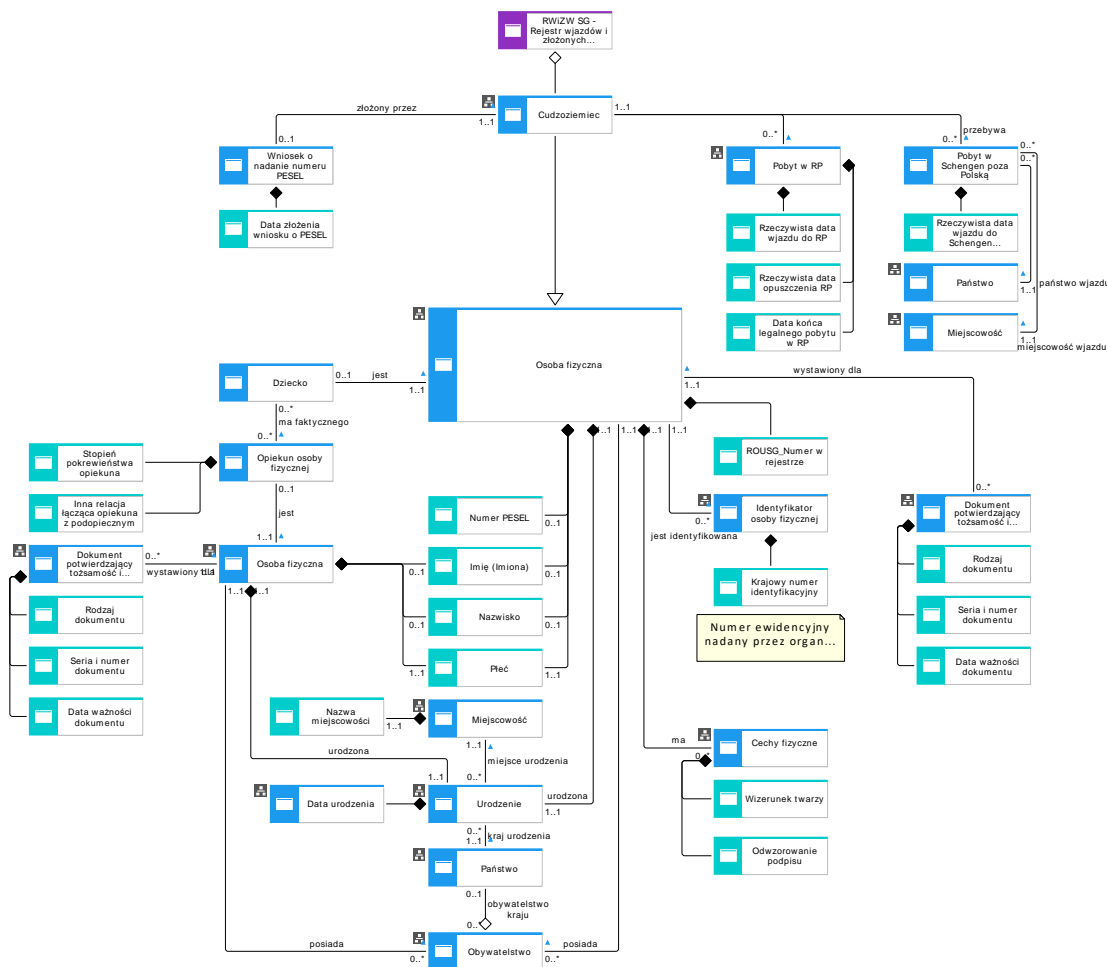 RWiZW SG -
Rejestr wjazdów i
złożonych...
Cudzoziemiec
złożony przez
1..1
1..1
0..1
0..*
przebywa
0..*
0..*
0..*
Wniosek o
nadanie numeru
PESEL
Pobyt w RP
Pobyt w
Schengen poza
Polską
Data złożenia
wniosku o PESEL
Rzeczywista data
wjazdu do RP
Rzeczywista data
wjazdu do
Schengen...
Rzeczywista data
opuszczenia RP
Państwo
1..1
państwo wjazdu
Data końca
legalnego pobytu
w RP
Miejscowość
1..1
miejscowość wjazdu
Osoba fizyczna
Dziecko
0..1
jest
1..1
1..1
wystawiony dla
0..*
ma faktycznego
0..*
1..1
1..1
1..1
1..1
Stopień
pokrewieństwa
opiekuna
Opiekun osoby
fizycznej
ROUSG_Numer w
rejestrze
Inna relacja
łącząca opiekuna
z podopiecznym
0..1
jest
1..1
0..*
Numer PESEL
0..1
Identyfikator
osoby fizycznej
0..*
jest identyfikowana
Dokument
potwierdzający
tożsamość i...
Dokument
potwierdzający
tożsamość i...
0..*
wystawiony dla
1..1
Osoba fizyczna
1..1
1..1
0..1
Imię (Imiona)
0..1
Krajowy numer
identyfikacyjny
Rodzaj
dokumentu
Rodzaj
dokumentu
0..1
Nazwisko
0..1
Numer ewidencyjny
nadany przez organ...
Seria i numer
dokumentu
Seria i numer
dokumentu
1..1
Płeć
1..1
Data ważności
dokumentu
Data ważności
dokumentu
Nazwa
miejscowości
1..1
Miejscowość
1..1
miejsce urodzenia
0..*
ma
0..*
Cechy fizyczne
urodzona
1..1
Data urodzenia
Urodzenie
urodzona
1..1
Wizerunek twarzy
0..*
kraj urodzenia
1..1
Państwo
Odwzorowanie
podpisu
0..1
obywatelstwo
kraju
0..*
posiada
0..*
Obywatelstwo
posiada
0..*